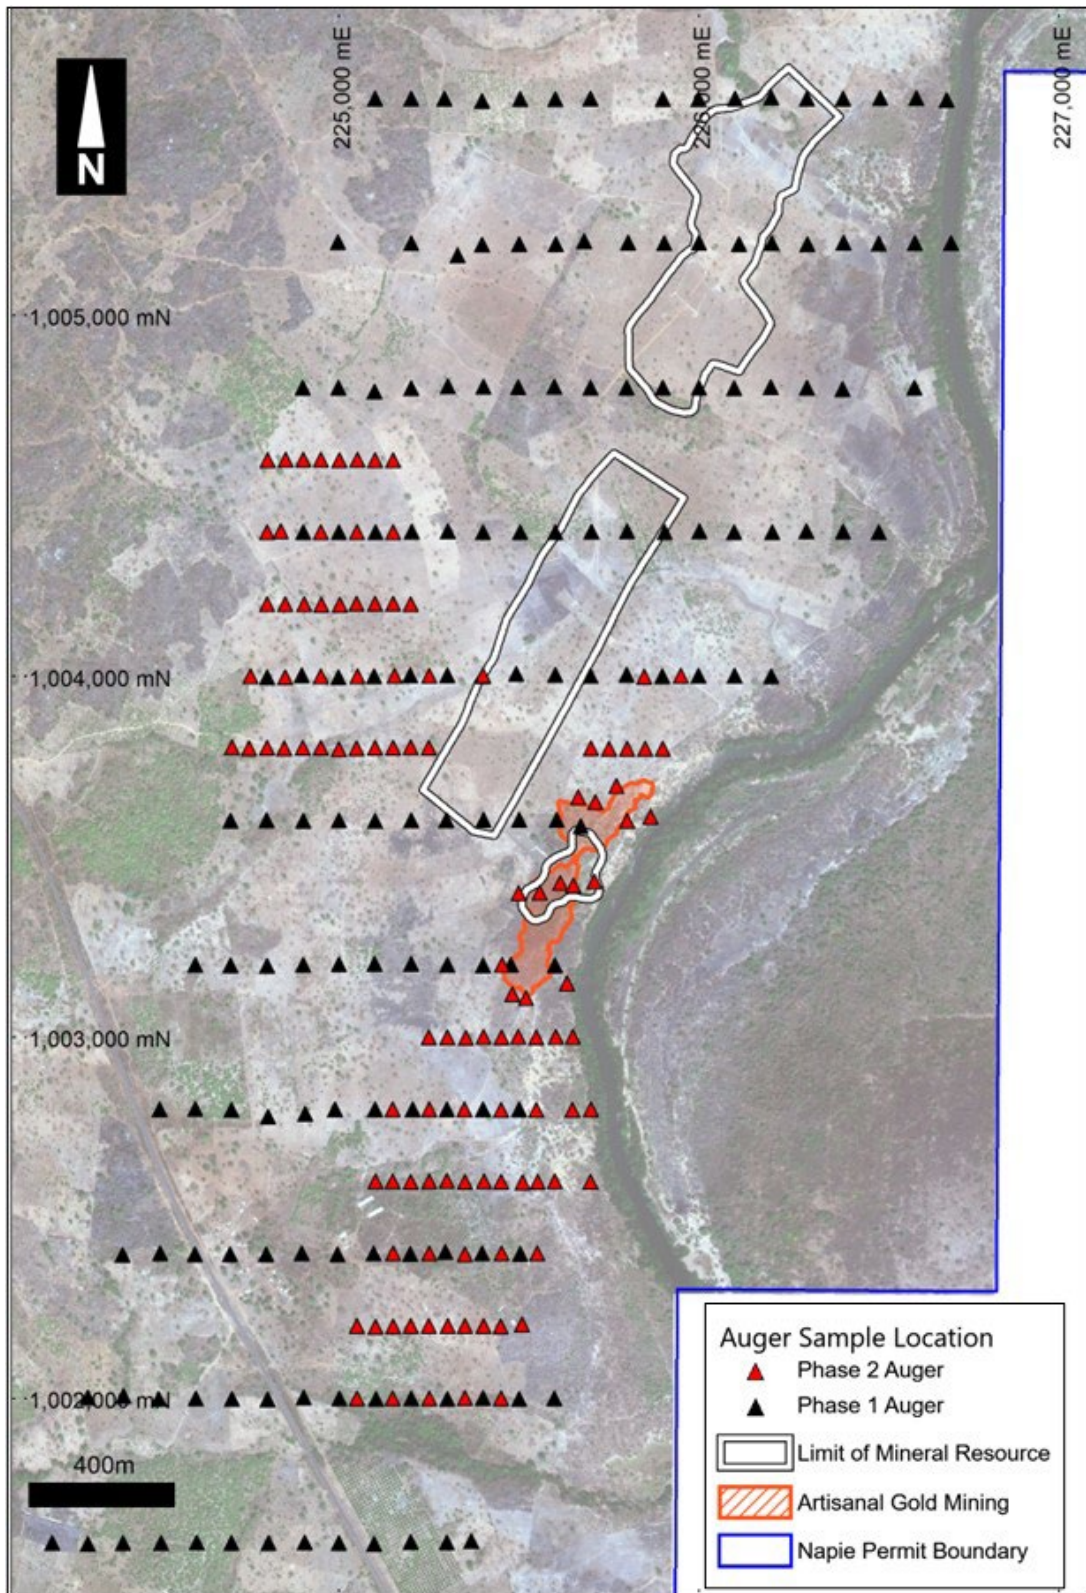 225,000 mE
226,000 mE
227,000 mE
N
1,005,000 mN
1,004,000 mN
1,003,000 mN
1,002,000 mN
400m
Auger Sample Location
Phase 2 Auger
Phase 1 Auger
Limit of Mineral Resource
Artisanal Gold Mining
Napie Permit Boundary